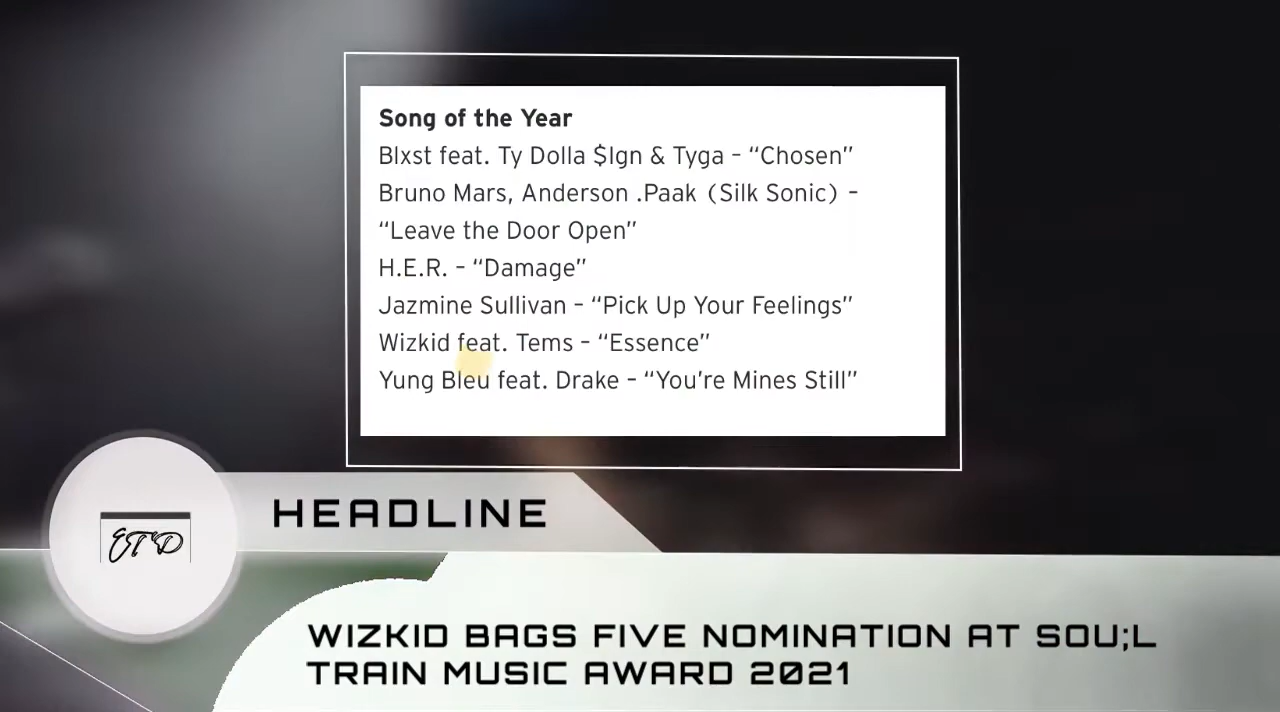 Song of the Year
Blxst feat. Ty Dolla $Ign & Tyga – “Chosen”
Bruno Mars, Anderson .Paak (Silk Sonic) –
“Leave the Door Open”
H.E.R. – “Damage”
Jazmine Sullivan – “Pick Up Your Feelings”
Wizkid feat. Tems – “Essence”
Yung Bleu feat. Drake – “You’re Mines Still”
HEADLINE
ETD
WIZKID BAGS FIVE NOMINATION AT SOU;L
TRAIN MUSIC AWARD 2021